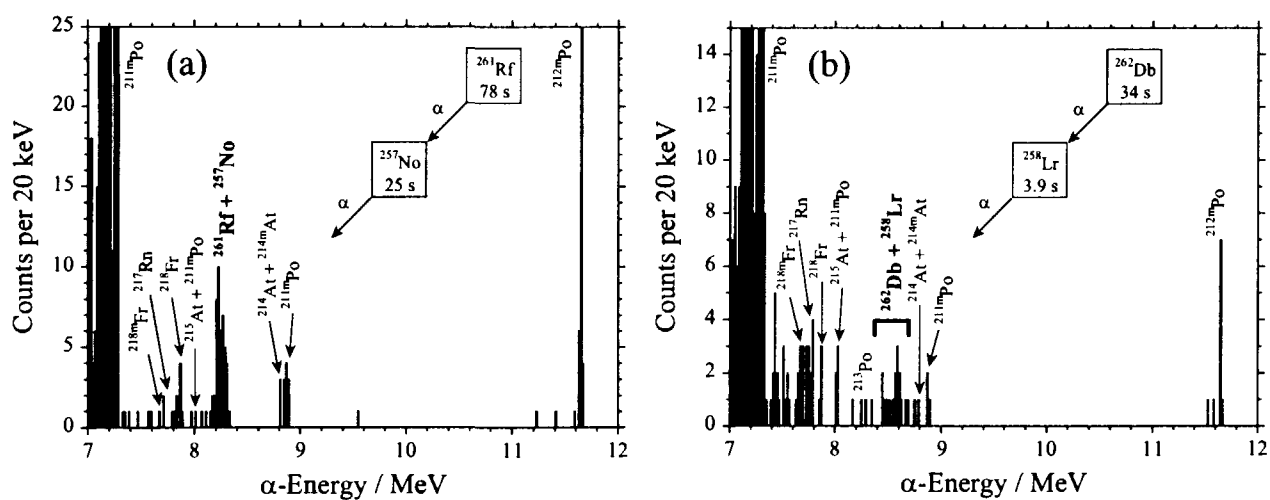 (a)
Counts per 20 keV
25
20
15
10
5
0
7
8
9
10
11
12
α-Energy / MeV
²¹¹ᵐPo
²¹⁸ᵐFr
²¹⁷Rn
²¹⁸Fr
²¹⁵At + ²¹¹ᵐPo
²⁶¹Rf + ²⁵⁷No
²¹⁴At + ²¹⁴ᵐAt
²¹¹ᵐPo
²¹²ᵐPo
²⁶¹Rf
78 s
α
²⁵⁷No
25 s
α
(b)
Counts per 20 keV
14
12
10
8
6
4
2
0
7
8
9
10
11
12
α-Energy / MeV
²¹¹ᵐPo
²¹⁸ᵐFr
²¹⁷Rn
²¹⁸Fr
²¹⁵At + ²¹¹ᵐPo
²¹³Po
²⁶²Db + ²⁵⁸Lr
²¹⁴At + ²¹⁴ᵐAt
²¹¹ᵐPo
²¹²ᵐPo
²⁶²Db
34 s
α
²⁵⁸Lr
3.9 s
α